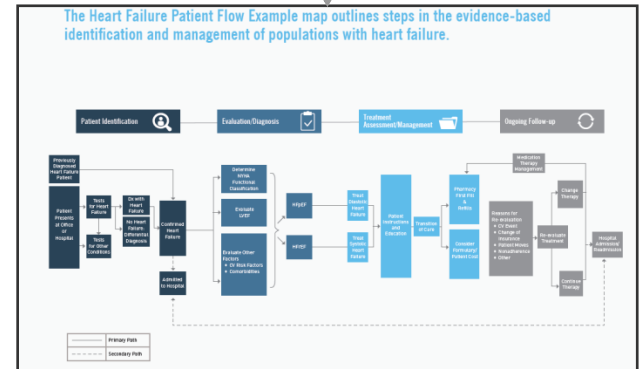 The Heart Failure Patient Flow Example map outlines steps in the evidence-based
identification and management of populations with heart failure.
Patient Identification
Evaluation/Diagnosis
Treatment
Assessment/Management
Ongoing Follow-up
Previously
Diagnosed
Heart Failure
Patient
Patient
Presents
at Office
or
Hospital
Tests
for Heart
Failure
Tests
for Other
Conditions
Dx with
Heart
Failure
No Heart
Failure:
Differential
Diagnosis
Confirmed
Heart
Failure
Admitted
to Hospital
Determine
NYHA
Functional
Classification
Evaluate
LVEF
Evaluate Other
Factors
• CV Risk Factors
• Comorbidities
HFpEF
HFrEF
Treat
Diastolic
Heart
Failure
Treat
Systolic
Heart
Failure
Patient
Instructions
and
Education
Transition
of Care
Pharmacy
First Fill
&
Refills
Consider
Formulary/
Patient Cost
Medication
Therapy
Management
Reasons for
Re-evaluation
• CV Event
• Change of
Insurance
• Patient Needs
• Nonadherence
• Other
Re-evaluate
Treatment
Change
Therapy
Continue
Therapy
Hospital
Admission/
Readmission
Primary Path
Secondary Path